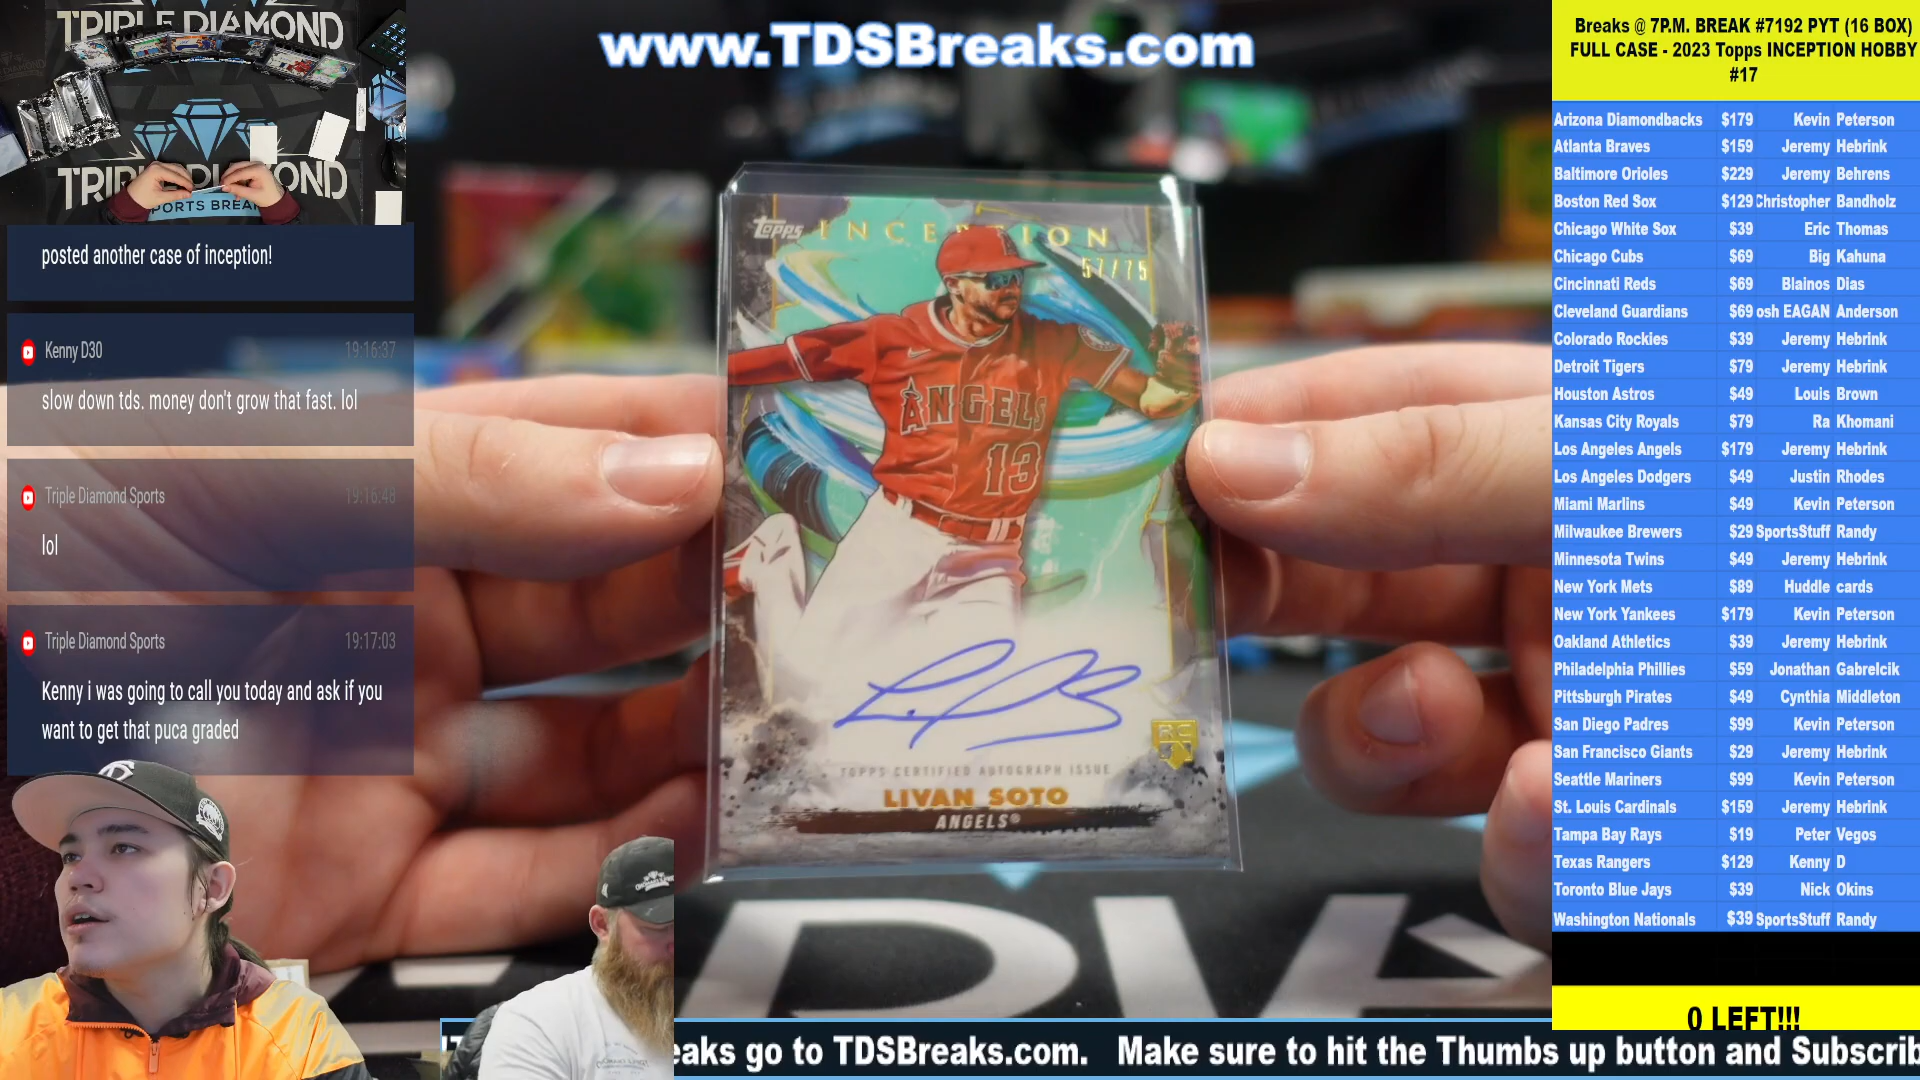 TRIPLE DIAMOND
TRIPLE DIAMOND
SPORTS BREAKS
posted another case of inception!
Kenny D30 19:16:37
slow down tds. money don't grow that fast. lol
Triple Diamond Sports 19:16:48
lol
Triple Diamond Sports 19:17:03
Kenny i was going to call you today and ask if you
want to get that puca graded
www.TDSBreaks.com
Topps INCEPTION
57/75
ANGELS
13
RC
TOPPS CERTIFIED AUTOGRAPH ISSUE
LIVAN SOTO
ANGELS®
Breaks @ 7P.M. BREAK #7192 PYT (16 BOX)
FULL CASE - 2023 Topps INCEPTION HOBBY
#17
Arizona Diamondbacks $179 Kevin Peterson
Atlanta Braves $159 Jeremy Hebrink
Baltimore Orioles $229 Jeremy Behrens
Boston Red Sox $129 Christopher Bandholz
Chicago White Sox $39 Eric Thomas
Chicago Cubs $69 Big Kahuna
Cincinnati Reds $69 Blainos Dias
Cleveland Guardians $69 osh EAGAN Anderson
Colorado Rockies $39 Jeremy Hebrink
Detroit Tigers $79 Jeremy Hebrink
Houston Astros $49 Louis Brown
Kansas City Royals $79 Ra Khomani
Los Angeles Angels $179 Jeremy Hebrink
Los Angeles Dodgers $49 Justin Rhodes
Miami Marlins $49 Kevin Peterson
Milwaukee Brewers $29 SportsStuff Randy
Minnesota Twins $49 Jeremy Hebrink
New York Mets $89 Huddle cards
New York Yankees $179 Kevin Peterson
Oakland Athletics $39 Jeremy Hebrink
Philadelphia Phillies $59 Jonathan Gabrelcik
Pittsburgh Pirates $49 Cynthia Middleton
San Diego Padres $99 Kevin Peterson
San Francisco Giants $29 Jeremy Hebrink
Seattle Mariners $99 Kevin Peterson
St. Louis Cardinals $159 Jeremy Hebrink
Tampa Bay Rays $19 Peter Vegos
Texas Rangers $129 Kenny D
Toronto Blue Jays $39 Nick Okins
Washington Nationals $39 SportsStuff Randy
0 LEFT!!!
eaks go to TDSBreaks.com. Make sure to hit the Thumbs up button and Subscrib